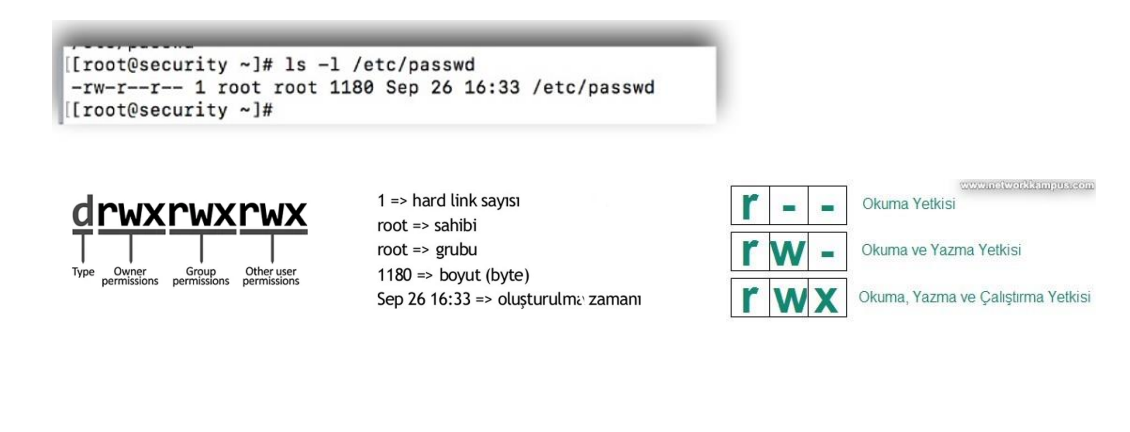 [[root@security ~]# ls -l /etc/passwd
-rw-r--r-- 1 root root 1180 Sep 26 16:33 /etc/passwd
[[root@security ~]#
drwxrwxrwx
Type Owner permissions Group permissions Other user permissions
1 => hard link sayısı
root => sahibi
root => grubu
1180 => boyut (byte)
Sep 26 16:33 => oluşturulma zamanı
www.networkkampus.com
r - - Okuma Yetkisi
r w - Okuma ve Yazma Yetkisi
r w x Okuma, Yazma ve Çalıştırma Yetkisi